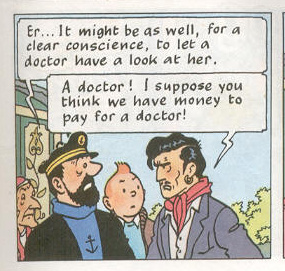 Er... It might be as well, for a
clear conscience, to let a
doctor have a look at her.
A doctor! I suppose you
think we have money to
pay for a doctor!